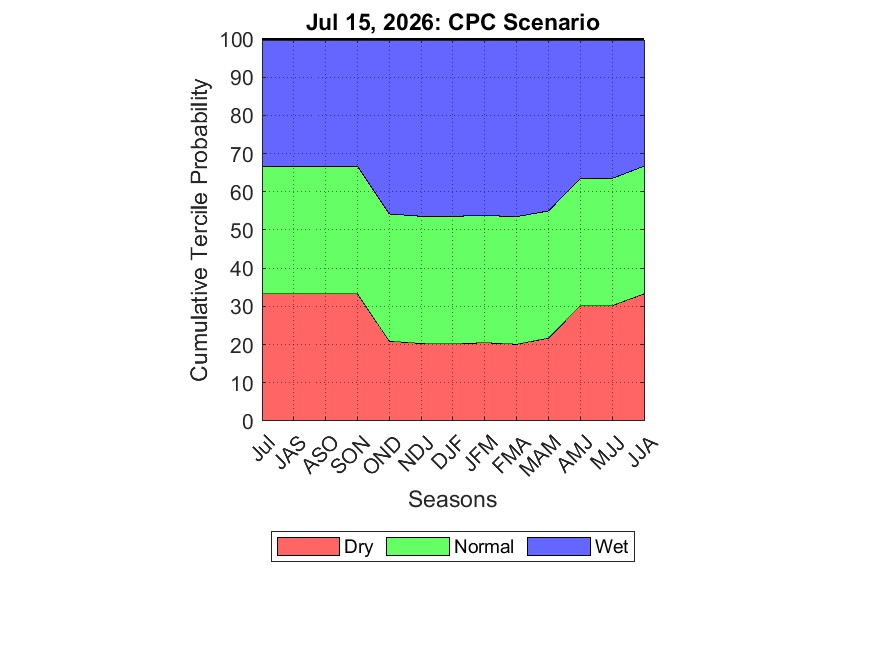 Jul 15, 2026: CPC Scenario
100
90
80
70
60
50
40
30
20
10
0
Cumulative Tercile Probability
Jul JAS ASO SON OND NDJ DJF JFM FMA MAM AMJ MJJ JJA
Seasons
Dry Normal Wet